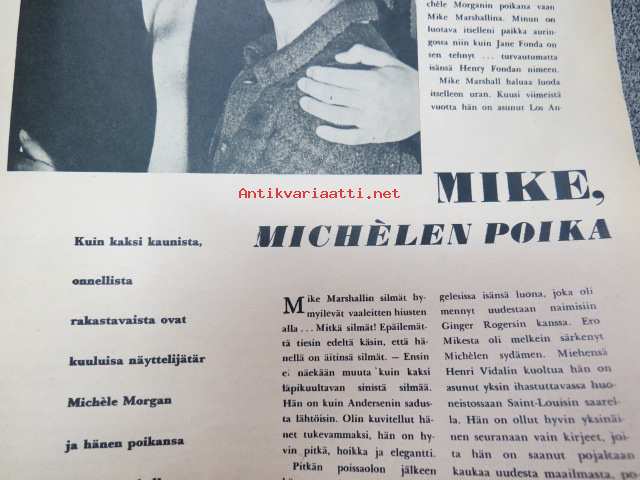 chèle Morganin poikana vaan
Mike Marshallina. Minun on
luotava itselleni paikka aurin-
gossa niin kuin Jane Fonda on
sen tehnyt ... turvautumatta
isänsä Henry Fondan nimeen.
Mike Marshall haluaa luoda
itselleen uran. Kuusi viimeistä
vuotta hän on asunut Los An-
Antikvariaatti.net
MIKE,
MICHÈLEN POIKA
Kuin kaksi kaunista,
onnellista
rakastavaista ovat
kuuluisa näyttelijätär
Michèle Morgan
ja hänen poikansa
Mike Marshallin silmät hy-
myilevät vaaleitten hiusten
alla ... Mitkä silmät! Epäilemät-
tä tiesin edeltä käsin, että hä-
nellä on äitinsä silmät. — Ensin
ei näekään muuta kuin kaksi
läpikuultavan sinistä silmää.
Hän on kuin Andersenin sadus-
ta lähtöisin. Olin kuvitellut hä-
net tukevammaksi, hän on hy-
vin pitkä, hoikka ja elegantti.
Pitkän poissaolon jälkeen
gelesissa isänsä luona, joka oli
mennyt uudestaan naimisiin
Ginger Rogersin kanssa. Ero
Mikesta oli melkein särkenyt
Michèlen sydämen. Miehensä
Henri Vidalin kuoltua hän on
asunut yksin ihastuttavassa huo-
neistossaan Saint-Louisin saarel-
la. Hän on ollut hyvin yksinäi-
nen seuranaan vain kirjeet, joi-
ta hän on saanut pojaltaan
kaukaa uudesta maailmasta, po-